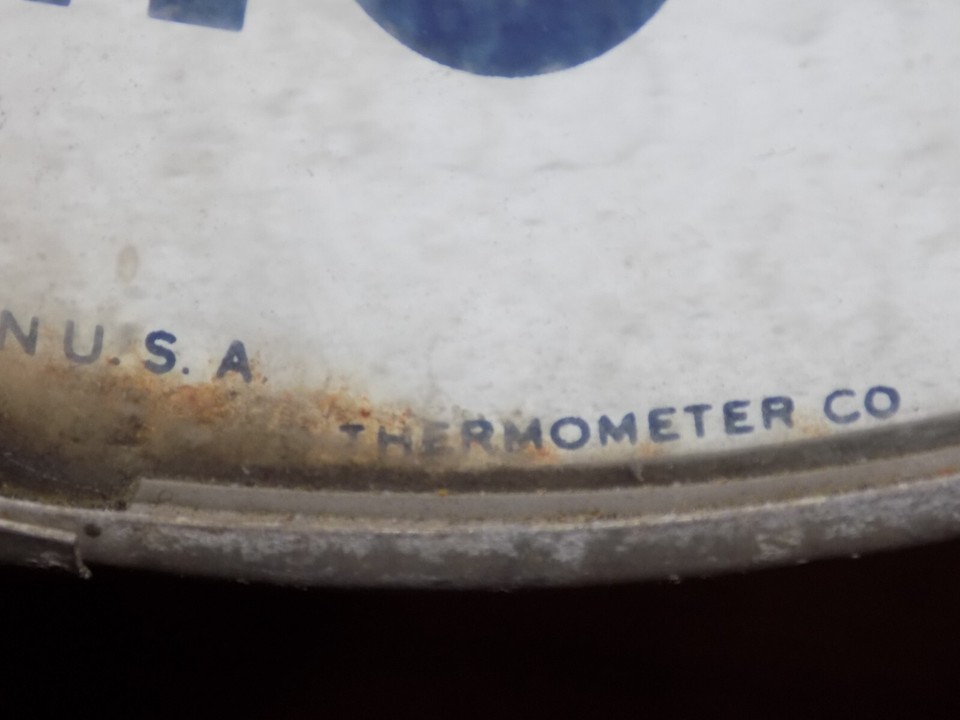 N U.S. A.
THERMOMETER CO